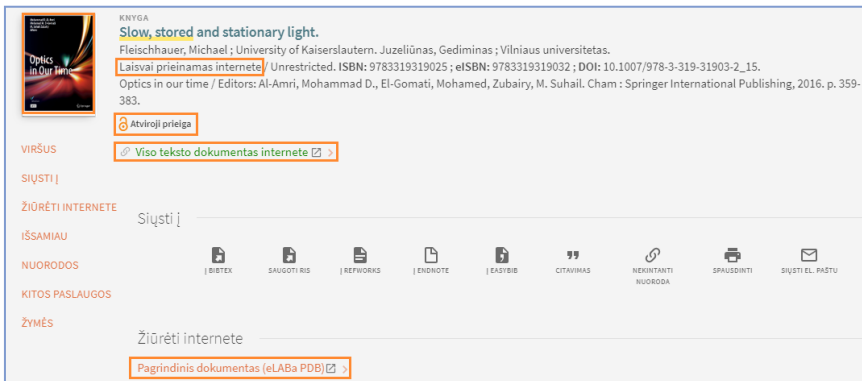 Optics
in Our Time
KNYGA
Slow, stored and stationary light.
Fleischhauer, Michael ; University of Kaiserslautern. Juzeliūnas, Gediminas ; Vilniaus universitetas.
Laisvai prieinamas internete / Unrestricted. ISBN: 9783319319025 ; eISBN: 9783319319032 ; DOI: 10.1007/978-3-319-31903-2_15.
Optics in our time / Editors: Al-Amri, Mohammad D., El-Gomati, Mohamed, Zubairy, M. Suhail. Cham : Springer International Publishing, 2016. p. 359-
383.
Atviroji prieiga
Viso teksto dokumentas internete
VIRŠUS
SIŲSTI Į
ŽIŪRĖTI INTERNETE
IŠSAMIAU
NUORODOS
KITOS PASLAUGOS
ŽYMĖS
Siųsti į
Į BIBTEX
SAUGOTI RIS
Į REFWORKS
Į ENDNOTE
Į EASYBIB
CITAVIMAS
NEKINTANTI
NUORODA
SPAUSDINTI
SIŲSTI EL. PAŠTU
Žiūrėti internete
Pagrindinis dokumentas (eLABa PDB)